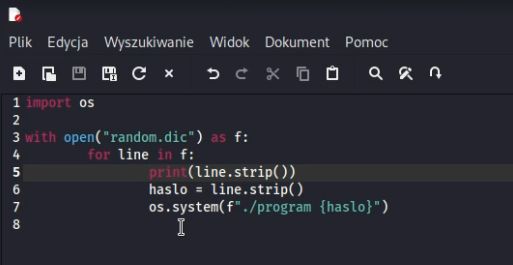 Plik Edycja Wyszukiwanie Widok Dokument Pomoc
1 import os
2
3 with open("random.dic") as f:
4         for line in f:
5                 print(line.strip())
6                 haslo = line.strip()
7                 os.system(f"./program {haslo}")
8